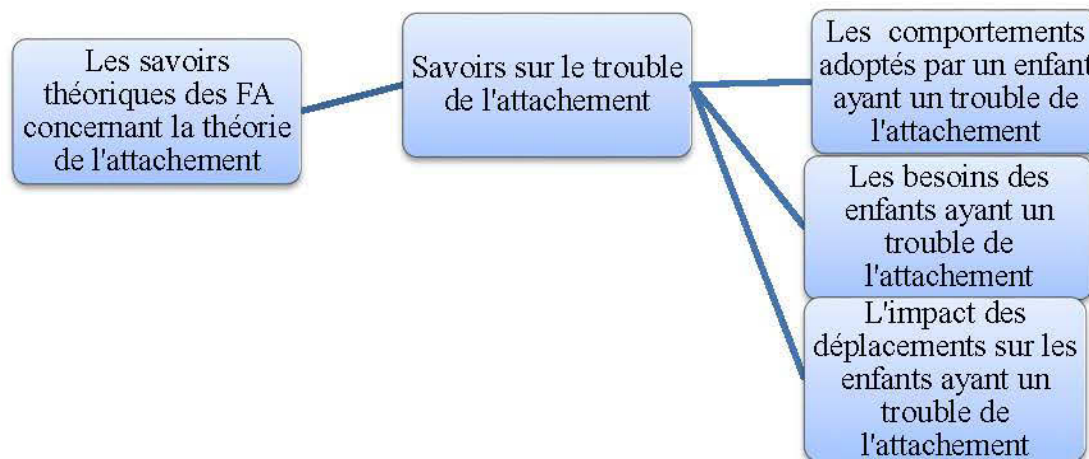 Les savoirs
théoriques des FA
concernant la théorie
de l'attachement
Savoirs sur le trouble
de l'attachement
Les comportements
adoptés par un enfant
ayant un trouble de
l'attachement
Les besoins des
enfants ayant un
trouble de
l'attachement
L'impact des
déplacements sur les
enfants ayant un
trouble de
l'attachement